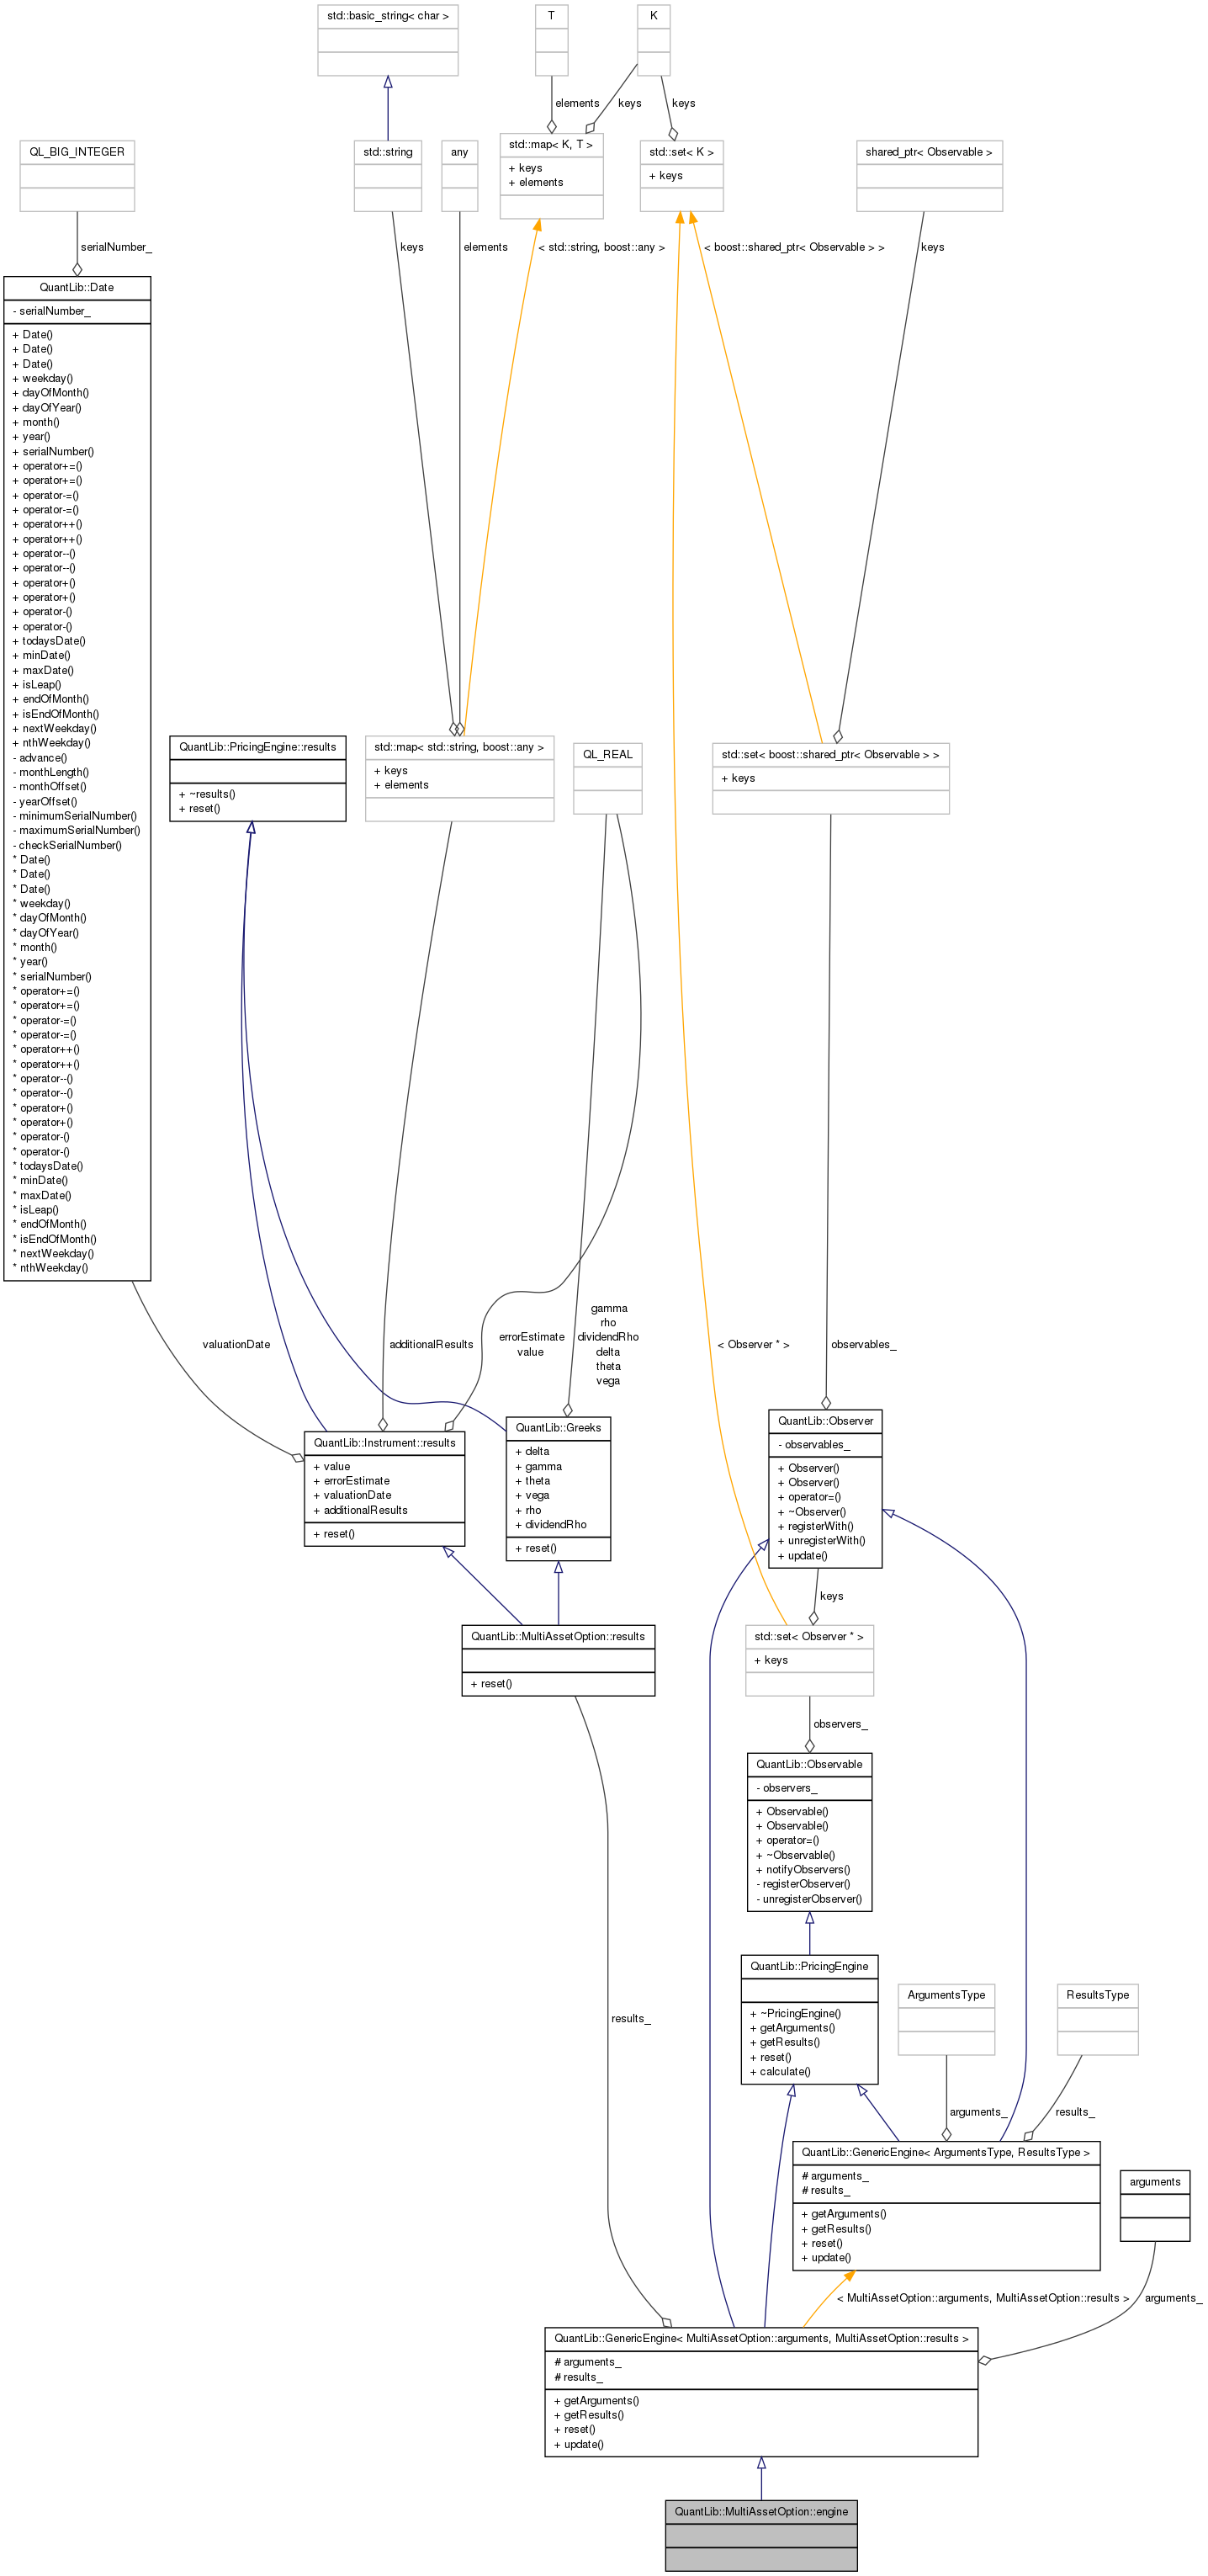 std::basic_string< char >
T
K
elements
keys
keys
QL_BIG_INTEGER
std::string
any
std::map< K, T >
+ keys
+ elements
std::set< K >
+ keys
shared_ptr< Observable >
serialNumber_
keys
elements
< std::string, boost::any >
< boost::shared_ptr< Observable > >
keys
QuantLib::Date
- serialNumber_
+ Date()
+ Date()
+ Date()
+ weekday()
+ dayOfMonth()
+ dayOfYear()
+ month()
+ year()
+ serialNumber()
+ operator+=()
+ operator+=()
+ operator-=()
+ operator-=()
+ operator++()
+ operator++()
+ operator--()
+ operator--()
+ operator+()
+ operator+()
+ operator-()
+ operator-()
+ todaysDate()
+ minDate()
+ maxDate()
+ isLeap()
+ endOfMonth()
+ isEndOfMonth()
+ nextWeekday()
+ nthWeekday()
- advance()
- monthLength()
- monthOffset()
- yearOffset()
- minimumSerialNumber()
- maximumSerialNumber()
- checkSerialNumber()
* Date()
* Date()
* Date()
* weekday()
* dayOfMonth()
* dayOfYear()
* month()
* year()
* serialNumber()
* operator+=()
* operator+=()
* operator-=()
* operator-=()
* operator++()
* operator++()
* operator--()
* operator--()
* operator+()
* operator+()
* operator-()
* operator-()
* todaysDate()
* minDate()
* maxDate()
* isLeap()
* endOfMonth()
* isEndOfMonth()
* nextWeekday()
* nthWeekday()
QuantLib::PricingEngine::results
+ ~results()
+ reset()
std::map< std::string, boost::any >
+ keys
+ elements
QL_REAL
std::set< boost::shared_ptr< Observable > >
+ keys
valuationDate
additionalResults
errorEstimate
value
gamma
rho
dividendRho
delta
theta
vega
< Observer * >
observables_
QuantLib::Instrument::results
+ value
+ errorEstimate
+ valuationDate
+ additionalResults
+ reset()
QuantLib::Greeks
+ delta
+ gamma
+ theta
+ vega
+ rho
+ dividendRho
+ reset()
QuantLib::Observer
- observables_
+ Observer()
+ Observer()
+ operator=()
+ ~Observer()
+ registerWith()
+ unregisterWith()
+ update()
keys
QuantLib::MultiAssetOption::results
+ reset()
std::set< Observer * >
+ keys
observers_
QuantLib::Observable
- observers_
+ Observable()
+ Observable()
+ operator=()
+ ~Observable()
+ notifyObservers()
- registerObserver()
- unregisterObserver()
QuantLib::PricingEngine
+ ~PricingEngine()
+ getArguments()
+ getResults()
+ reset()
+ calculate()
ArgumentsType
ResultsType
results_
arguments_
results_
QuantLib::GenericEngine< ArgumentsType, ResultsType >
# arguments_
# results_
+ getArguments()
+ getResults()
+ reset()
+ update()
arguments
< MultiAssetOption::arguments, MultiAssetOption::results >
arguments_
QuantLib::GenericEngine< MultiAssetOption::arguments, MultiAssetOption::results >
# arguments_
# results_
+ getArguments()
+ getResults()
+ reset()
+ update()
QuantLib::MultiAssetOption::engine